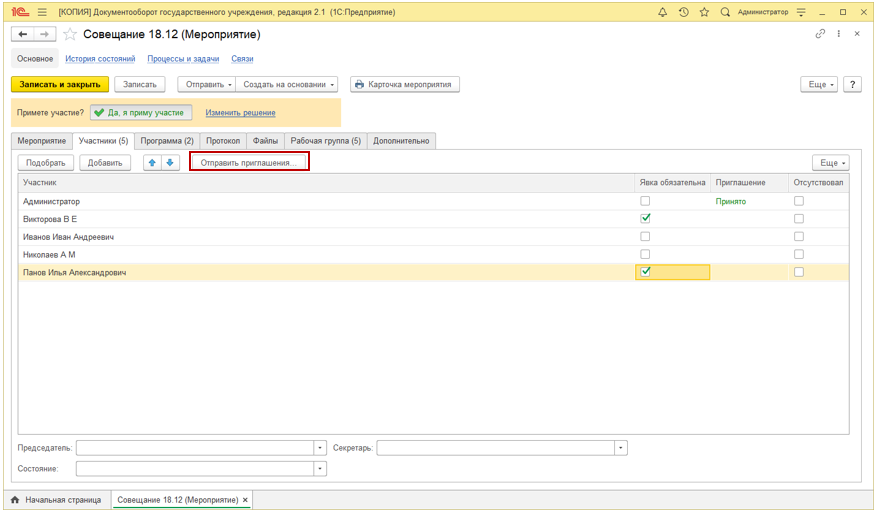 1С [КОПИЯ] Документооборот государственного учреждения, редакция 2.1 (1С:Предприятие) Администратор
Совещание 18.12 (Мероприятие)
Основное История состояний Процессы и задачи Связи
Записать и закрыть Записать Отправить Создать на основании Карточка мероприятия Еще ?
Примете участие? Да, я приму участие Изменить решение
Мероприятие Участники (5) Программа (2) Протокол Файлы Рабочая группа (5) Дополнительно
Подобрать Добавить Отправить приглашения... Еще
Участник Явка обязательна Приглашение Отсутствовал
Администратор Принято
Викторова В Е
Иванов Иван Андреевич
Николаев А М
Панов Илья Александрович
Председатель: Секретарь:
Состояние:
Начальная страница Совещание 18.12 (Мероприятие) ×